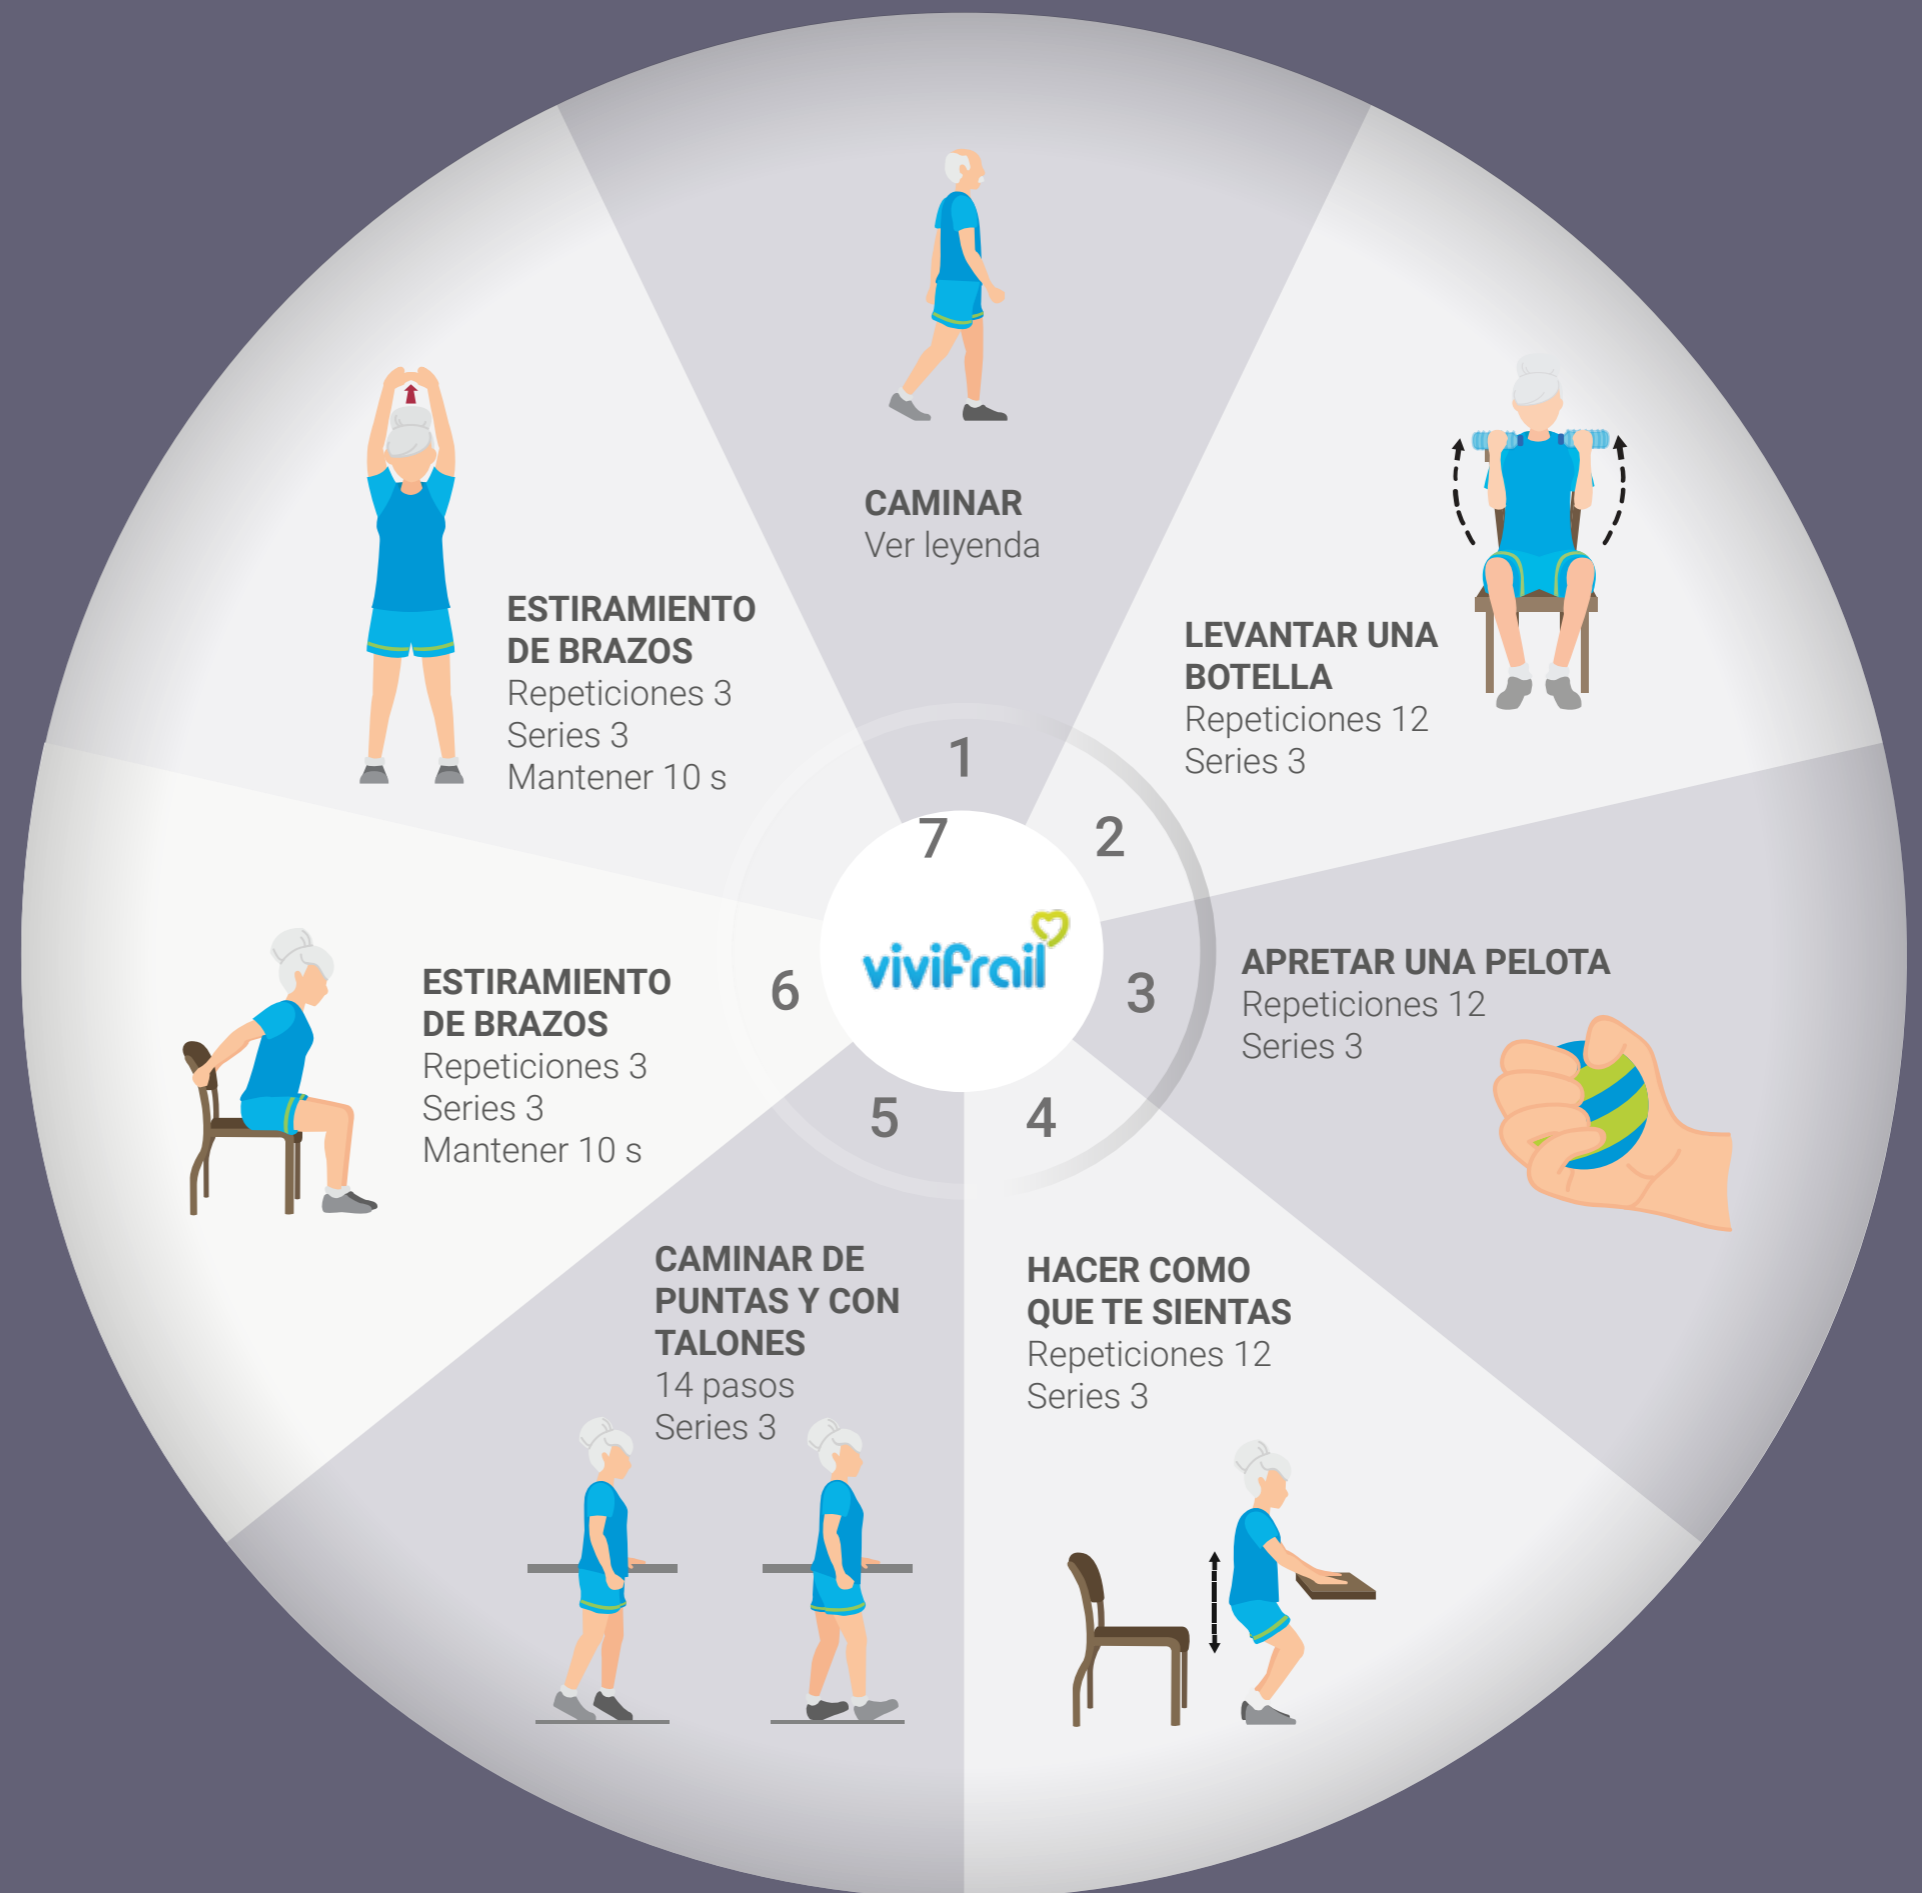 1
CAMINAR
Ver leyenda
2
LEVANTAR UNA
BOTELLA
Repeticiones 12
Series 3
3
APRETAR UNA PELOTA
Repeticiones 12
Series 3
4
HACER COMO
QUE TE SIENTAS
Repeticiones 12
Series 3
5
CAMINAR DE
PUNTAS Y CON
TALONES
14 pasos
Series 3
6
ESTIRAMIENTO
DE BRAZOS
Repeticiones 3
Series 3
Mantener 10 s
7
ESTIRAMIENTO
DE BRAZOS
Repeticiones 3
Series 3
Mantener 10 s
vivifrail